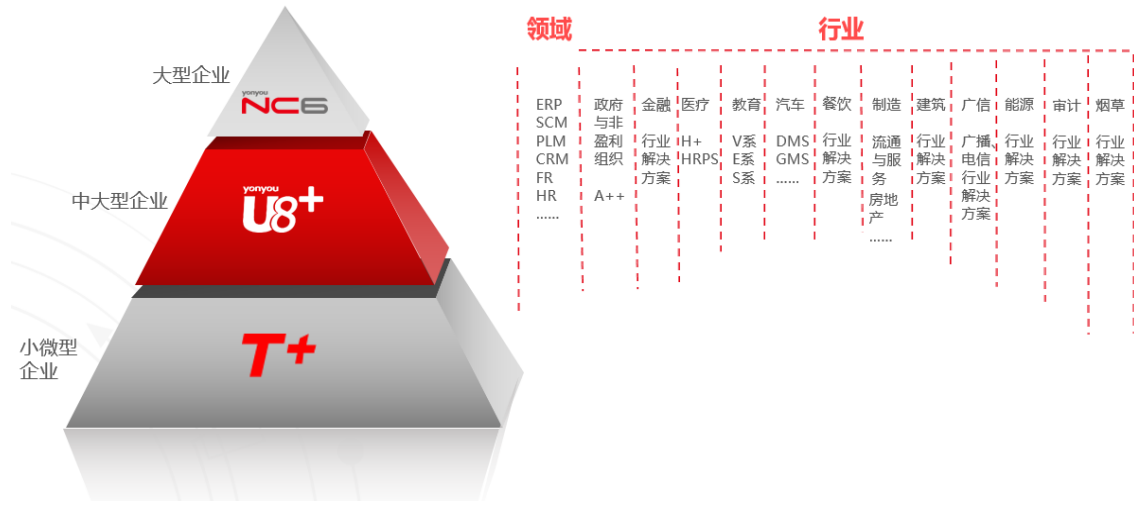 大型企业
yonyou
NC6
中大型企业
yonyou
U8+
小微型
企业
T+
领域
行业
ERP
SCM
PLM
CRM
FR
HR
......
政府
与非
盈利
组织
A++
金融
行业
解决
方案
医疗
H+
HRPS
教育
V系
E系
S系
汽车
DMS
GMS
......
餐饮
行业
解决
方案
制造
流通
与服
务
房地
产
......
建筑
行业
解决
方案
广信
广播、
电信
行业
解决
方案
能源
行业
解决
方案
审计
行业
解决
方案
烟草
行业
解决
方案